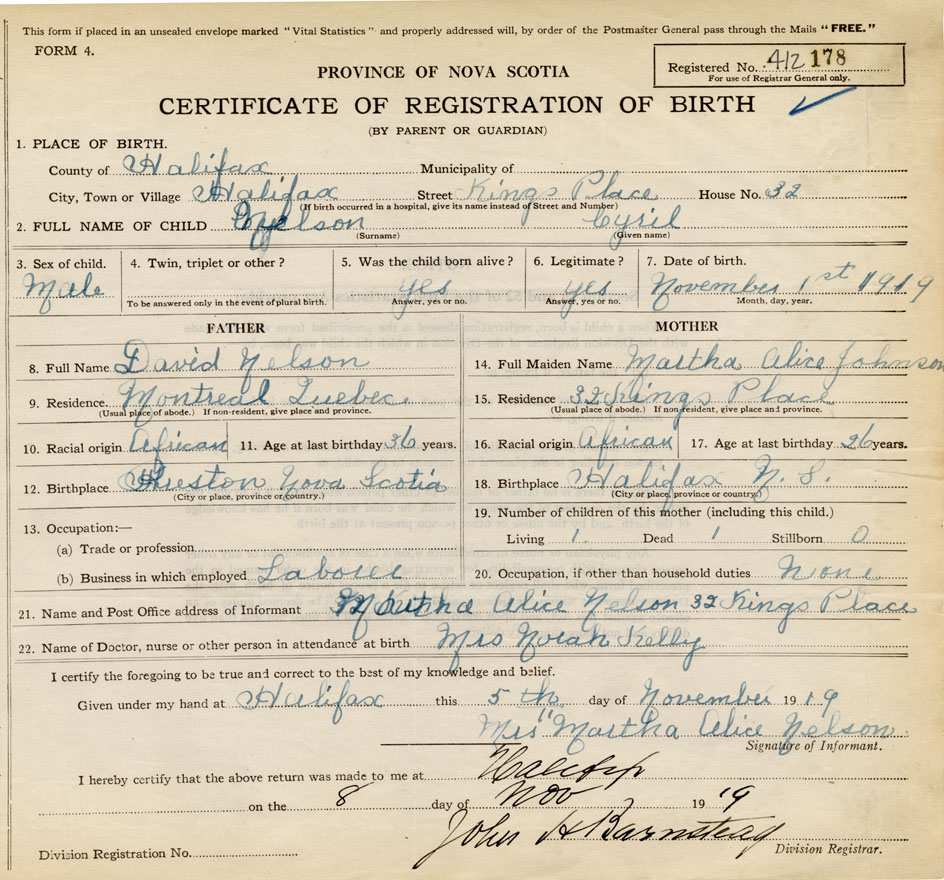 This form if placed in an unsealed envelope marked "Vital Statistics" and properly addressed will, by order of the Postmaster General pass through the Mails "FREE."
FORM 4.
Registered No. 412 178
For use of Registrar General only.
PROVINCE OF NOVA SCOTIA
CERTIFICATE OF REGISTRATION OF BIRTH
(BY PARENT OR GUARDIAN)
1. PLACE OF BIRTH.
County of Halifax Municipality of
City, Town or Village Halifax Street Kings Place House No. 32
(If birth occurred in a hospital, give its name instead of Street and Number)
2. FULL NAME OF CHILD Nelson Cyril
(Surname) (Given name)
3. Sex of child. 4. Twin, triplet or other? 5. Was the child born alive? 6. Legitimate? 7. Date of birth.
Male yes yes November 1st 1919
To be answered only in the event of plural birth. Answer, yes or no. Answer, yes or no. Month, day, year.
FATHER MOTHER
8. Full Name David Nelson 14. Full Maiden Name Martha Alice Johnson
9. Residence Montreal Quebec. 15. Residence 32 Kings Place
(Usual place of abode.) If non-resident, give place and province. (Usual place of abode.) If non-resident, give place and province.
10. Racial origin African 11. Age at last birthday 36 years. 16. Racial origin African 17. Age at last birthday 26 years.
12. Birthplace Preston Nova Scotia 18. Birthplace Halifax N. S.
(City or place, province or country.) (City or place, province or country)
13. Occupation:— 19. Number of children of this mother (including this child.)
(a) Trade or profession Living 1. Dead 1 Stillborn 0
(b) Business in which employed Laborer 20. Occupation, if other than household duties None
21. Name and Post Office address of Informant Martha Alice Nelson 32 Kings Place
22. Name of Doctor, nurse or other person in attendance at birth Mrs Norah Kelly
I certify the foregoing to be true and correct to the best of my knowledge and belief.
Given under my hand at Halifax this 5th day of November 1919
Mrs Martha Alice Nelson
Signature of Informant.
I hereby certify that the above return was made to me at Halifax
on the 8 day of Nov 19 '19
John H Barnstead
Division Registration No. Division Registrar.